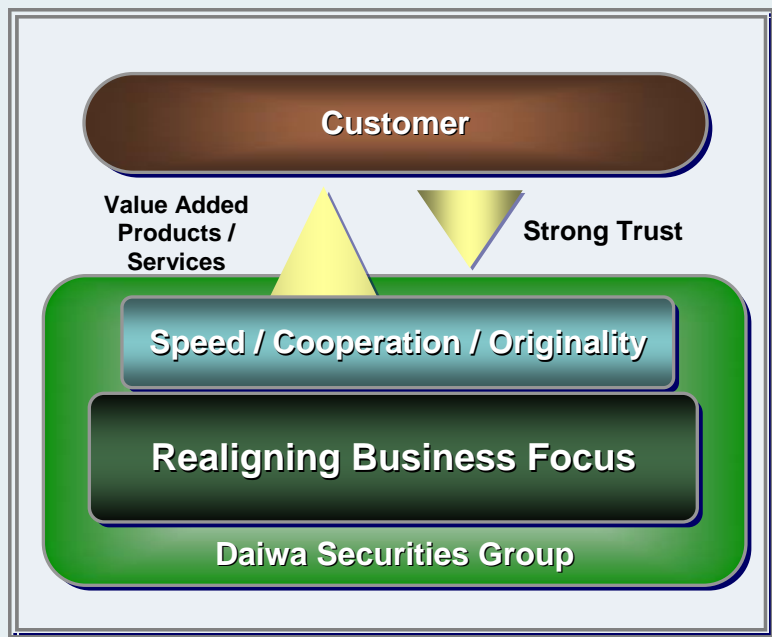 Customer
Value Added
Products /
Services
Strong Trust
Speed / Cooperation / Originality
Realigning Business Focus
Daiwa Securities Group